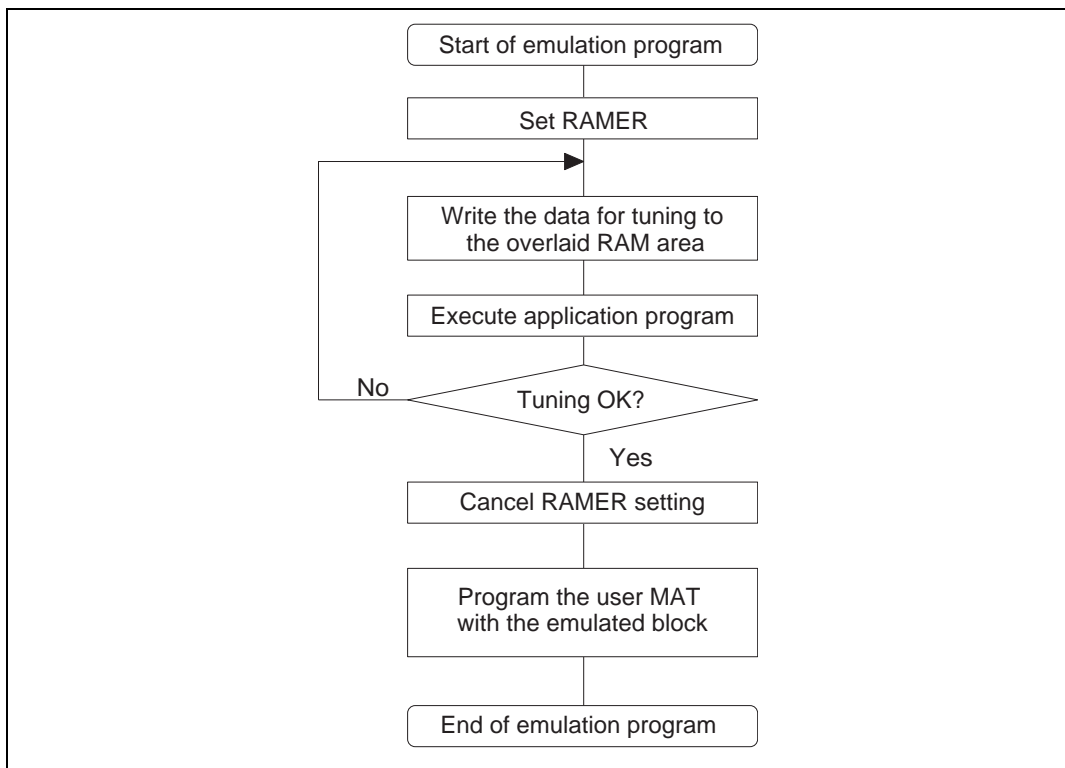 Start of emulation program
Set RAMER
Write the data for tuning to
the overlaid RAM area
Execute application program
No
Tuning OK?
Yes
Cancel RAMER setting
Program the user MAT
with the emulated block
End of emulation program